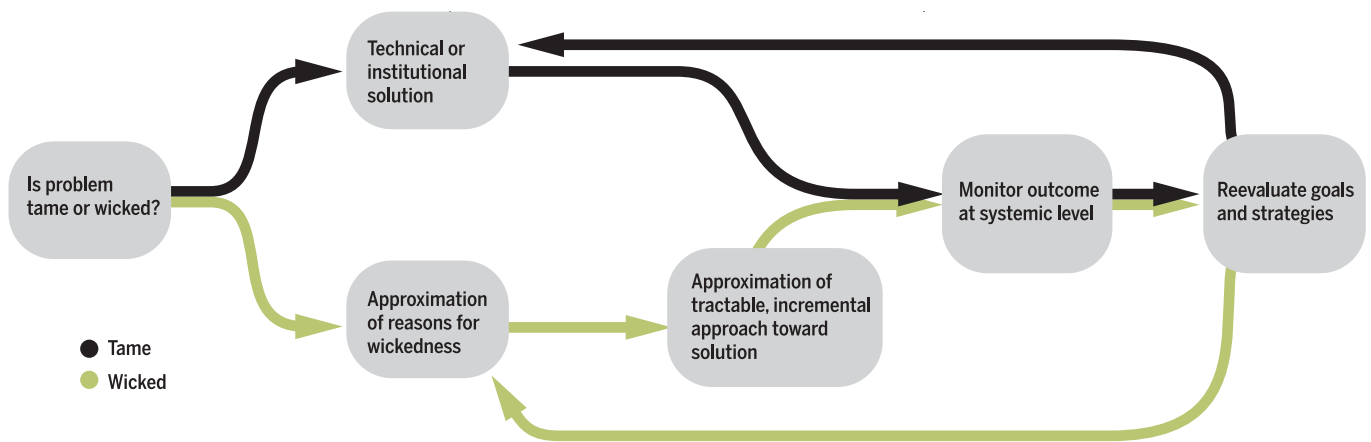 Technical or
institutional
solution
Is problem
tame or wicked?
Monitor outcome
at systemic level
Reevaluate goals
and strategies
Approximation
of reasons for
wickedness
Approximation of
tractable, incremental
approach toward
solution
Tame
Wicked